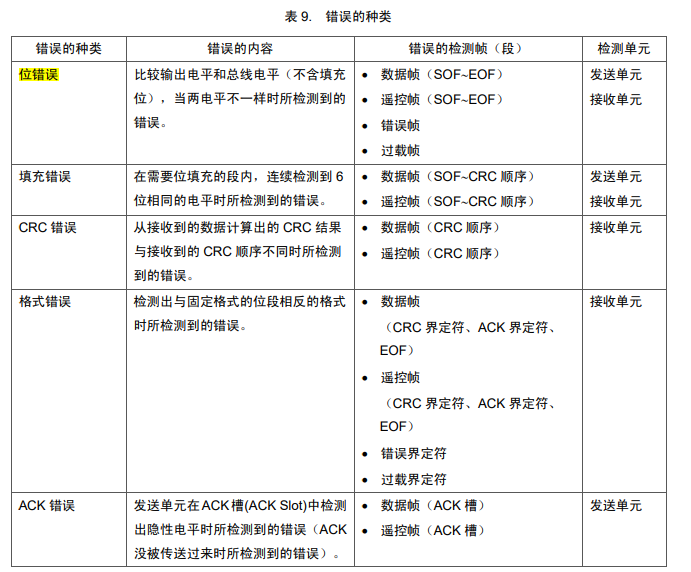 表 9. 错误的种类
错误的种类 错误的内容 错误的检测帧（段） 检测单元
位错误
比较输出电平和总线电平（不含填充
位），当两电平不一样时所检测到的
错误。
● 数据帧（SOF~EOF）
● 遥控帧（SOF~EOF）
● 错误帧
● 过载帧
发送单元
接收单元
填充错误
在需要位填充的段内，连续检测到 6
位相同的电平时所检测到的错误。
● 数据帧（SOF~CRC 顺序）
● 遥控帧（SOF~CRC 顺序）
发送单元
接收单元
CRC 错误
从接收到的数据计算出的 CRC 结果
与接收到的 CRC 顺序不同时所检测
到的错误。
● 数据帧（CRC 顺序）
● 遥控帧（CRC 顺序）
接收单元
格式错误
检测出与固定格式的位段相反的格式
时所检测到的错误。
● 数据帧
（CRC 界定符、ACK 界定符、
EOF）
● 遥控帧
（CRC 界定符、ACK 界定符、
EOF）
● 错误界定符
● 过载界定符
接收单元
ACK 错误
发送单元在 ACK 槽(ACK Slot)中检测
出隐性电平时所检测到的错误（ACK
没被传送过来时所检测到的错误）。
● 数据帧（ACK 槽）
● 遥控帧（ACK 槽）
发送单元